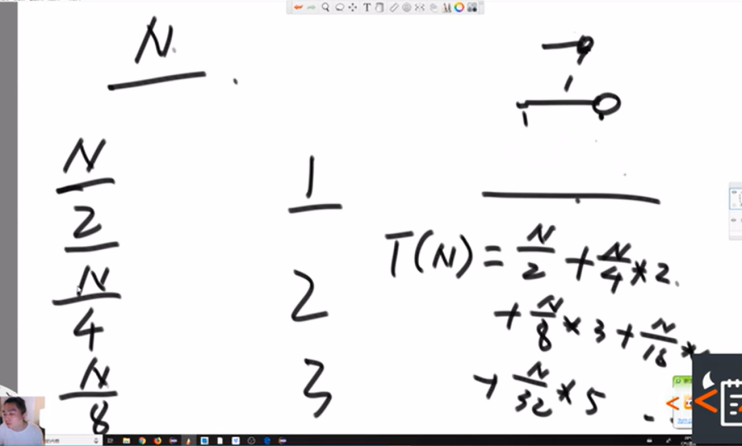 N
N/2 1
N/4 2
N/8 3
T(N) = N/2 + N/4 * 2
+ N/8 * 3 + N/16 *
+ N/32 * 5 ...